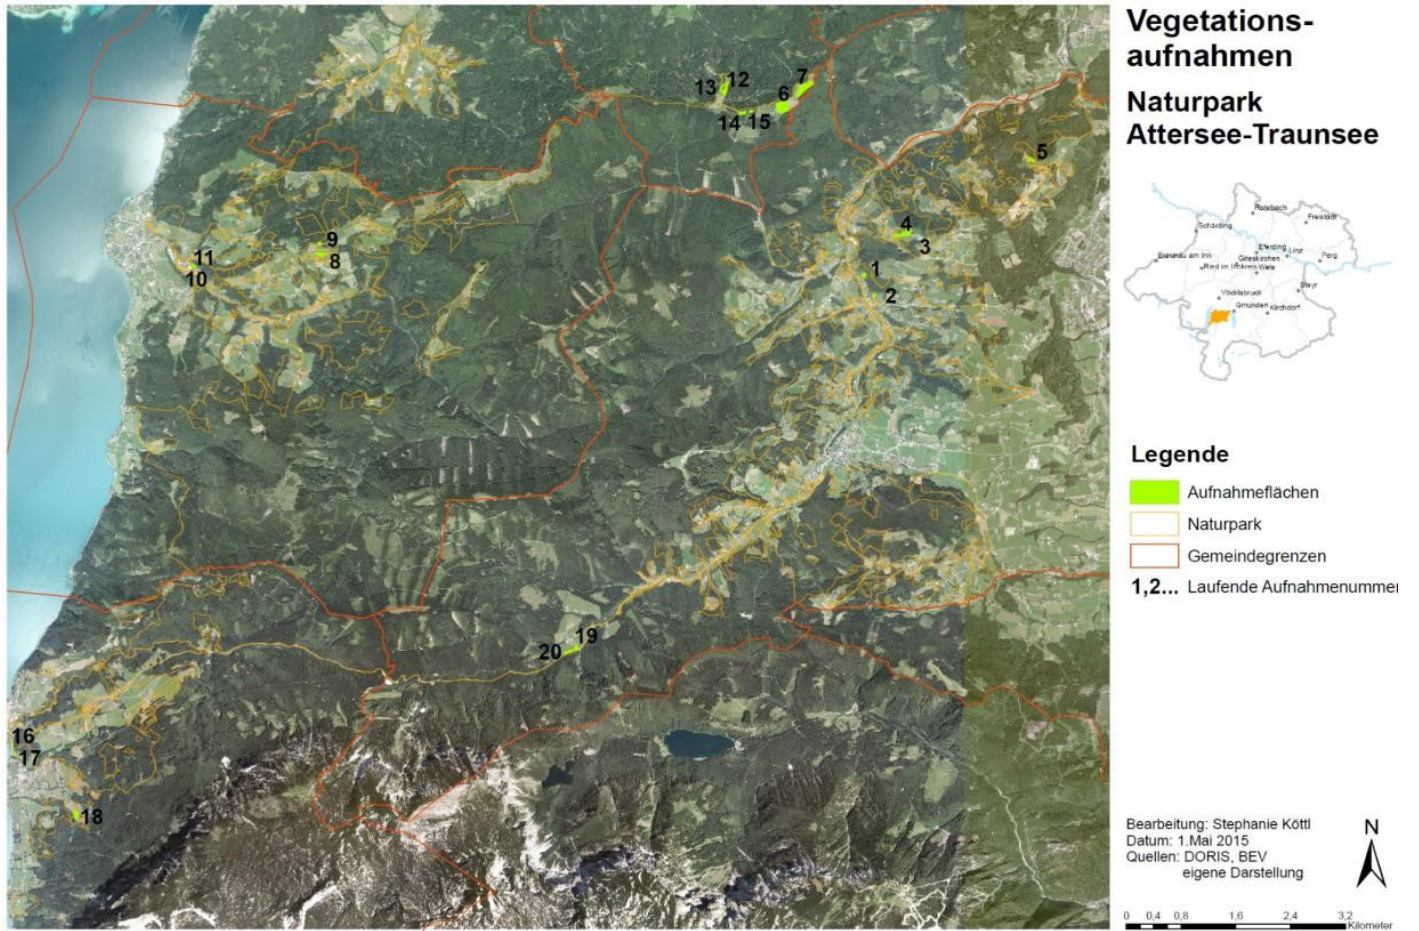 Vegetations-
aufnahmen
Naturpark
Attersee-Traunsee
Rohrbach
Freistadt
Schärding
Eferding
Linz
Braunau am Inn
Grieskirchen
Perg
Ried im Innkreis
Wels
Steyr
Vöcklabruck
Gmunden
Kirchdorf
Legende
Aufnahmeflächen
Naturpark
Gemeindegrenzen
1,2... Laufende Aufnahmenummer
Bearbeitung: Stephanie Köttl
Datum: 1.Mai 2015
Quellen: DORIS, BEV
eigene Darstellung
N
0 0,4 0,8 1,6 2,4 3,2
Kilometer
7
13 12
6
14 15
5
4
3
9
11
8
10
1
2
19
20
16
17
18